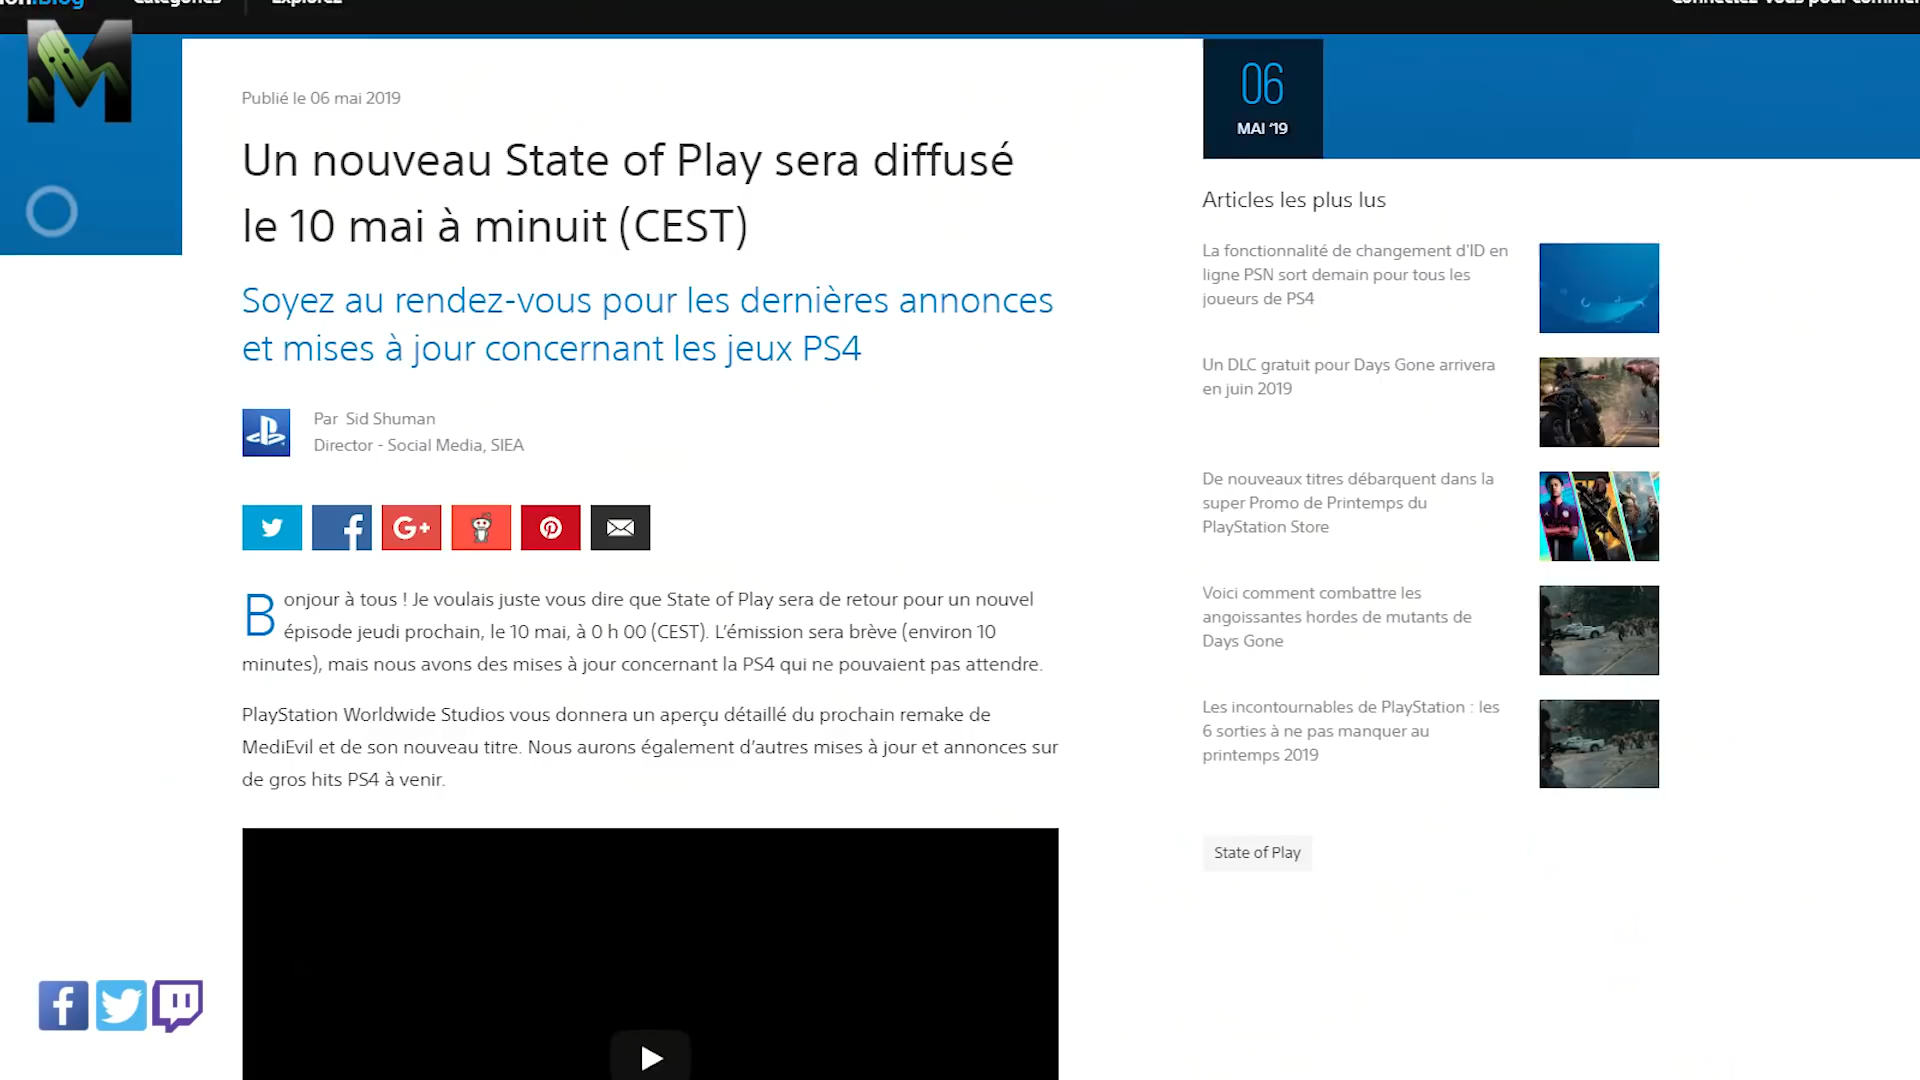 Catégories
Explorez
Publié le 06 mai 2019
Un nouveau State of Play sera diffusé
le 10 mai à minuit (CEST)
Soyez au rendez-vous pour les dernières annonces
et mises à jour concernant les jeux PS4
Par Sid Shuman
Director - Social Media, SIEA
G+
Bonjour à tous ! Je voulais juste vous dire que State of Play sera de retour pour un nouvel
épisode jeudi prochain, le 10 mai, à 0 h 00 (CEST). L’émission sera brève (environ 10
minutes), mais nous avons des mises à jour concernant la PS4 qui ne pouvaient pas attendre.
PlayStation Worldwide Studios vous donnera un aperçu détaillé du prochain remake de
MediEvil et de son nouveau titre. Nous aurons également d’autres mises à jour et annonces sur
de gros hits PS4 à venir.
06
MAI ‘19
Articles les plus lus
La fonctionnalité de changement d'ID en
ligne PSN sort demain pour tous les
joueurs de PS4
Un DLC gratuit pour Days Gone arrivera
en juin 2019
De nouveaux titres débarquent dans la
super Promo de Printemps du
PlayStation Store
Voici comment combattre les
angoissantes hordes de mutants de
Days Gone
Les incontournables de PlayStation : les
6 sorties à ne pas manquer au
printemps 2019
State of Play